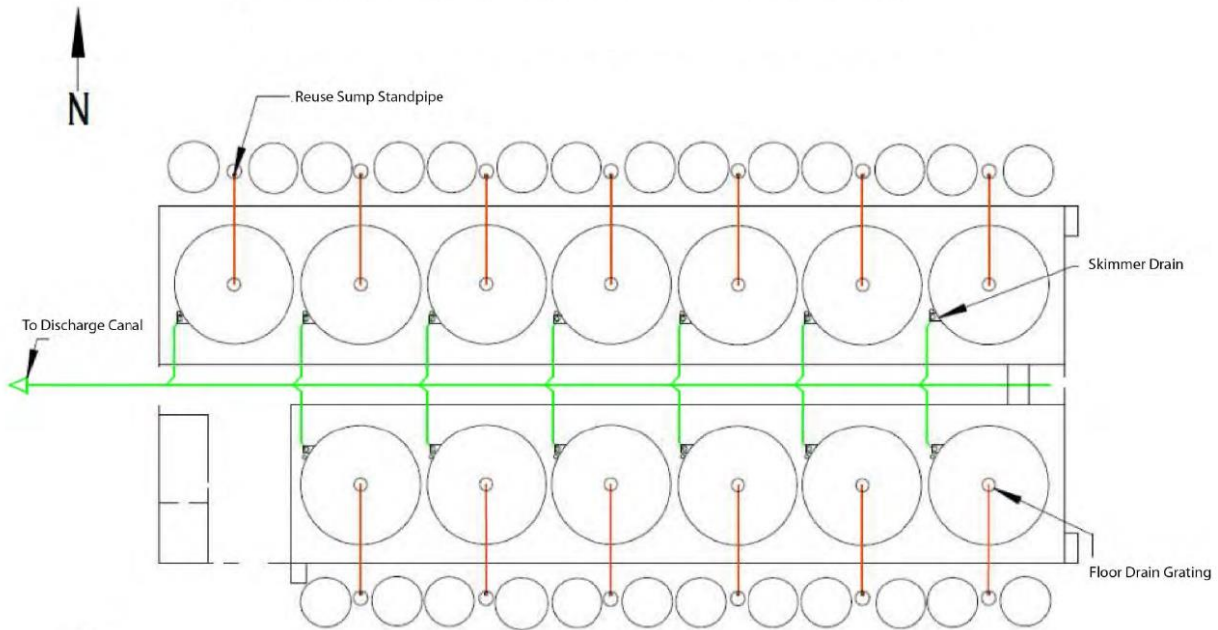 N
Reuse Sump Standpipe
Skimmer Drain
To Discharge Canal
Floor Drain Grating